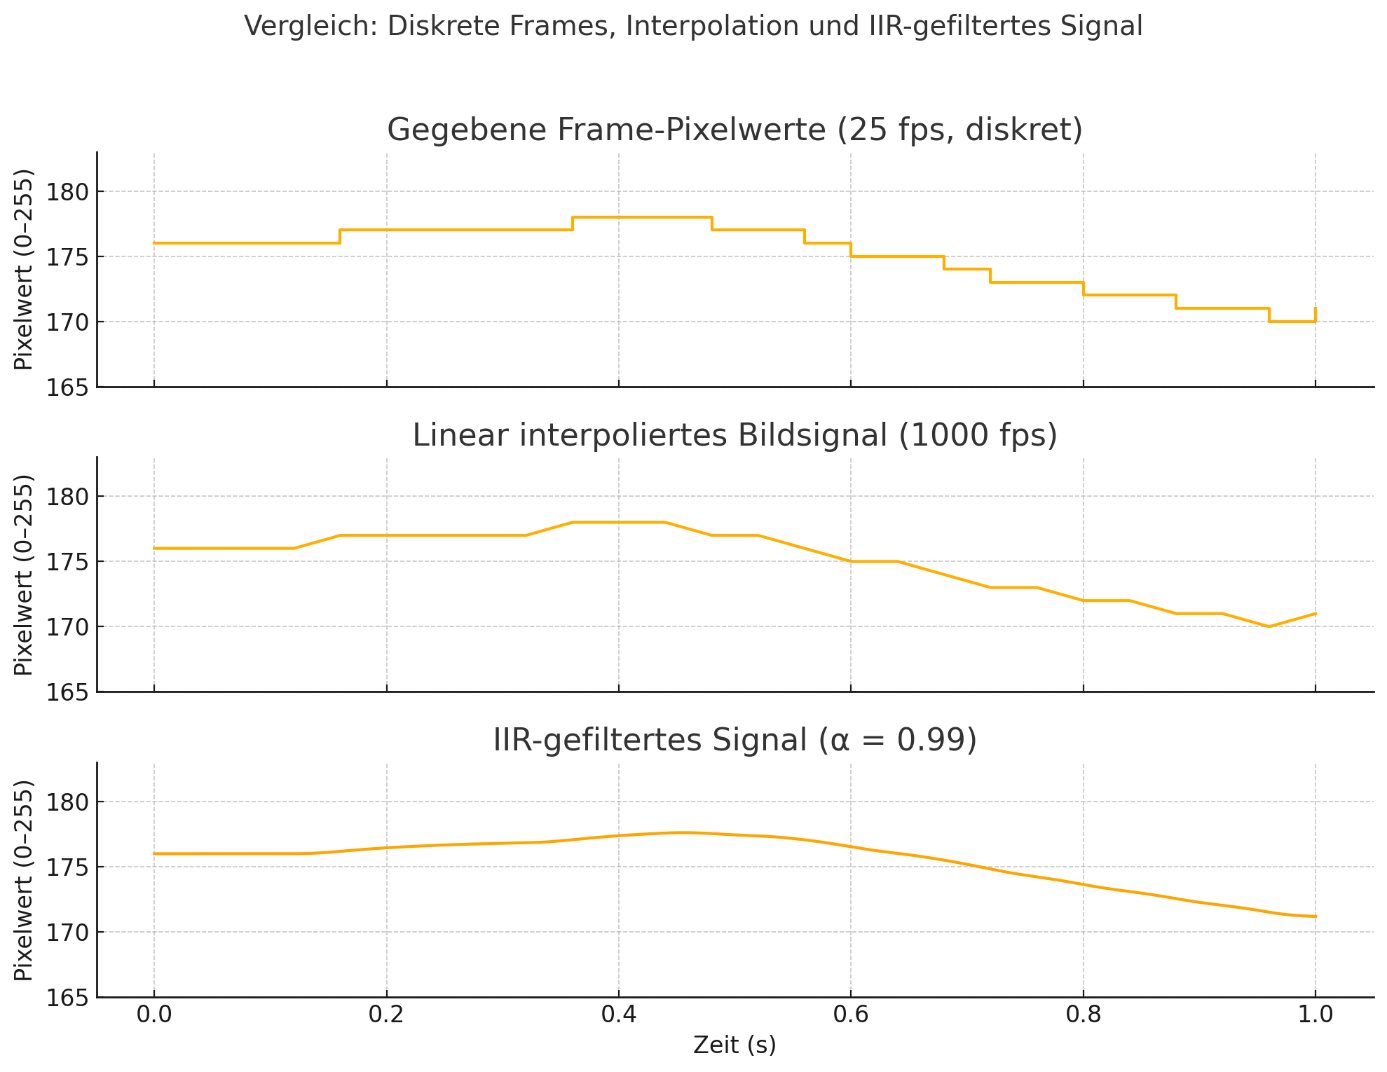 Vergleich: Diskrete Frames, Interpolation und IIR-gefiltertes Signal
Gegebene Frame-Pixelwerte (25 fps, diskret)
Pixelwert (0–255)
180
175
170
165
Linear interpoliertes Bildsignal (1000 fps)
Pixelwert (0–255)
180
175
170
165
IIR-gefiltertes Signal (α = 0.99)
Pixelwert (0–255)
180
175
170
165
0.0 0.2 0.4 0.6 0.8 1.0
Zeit (s)